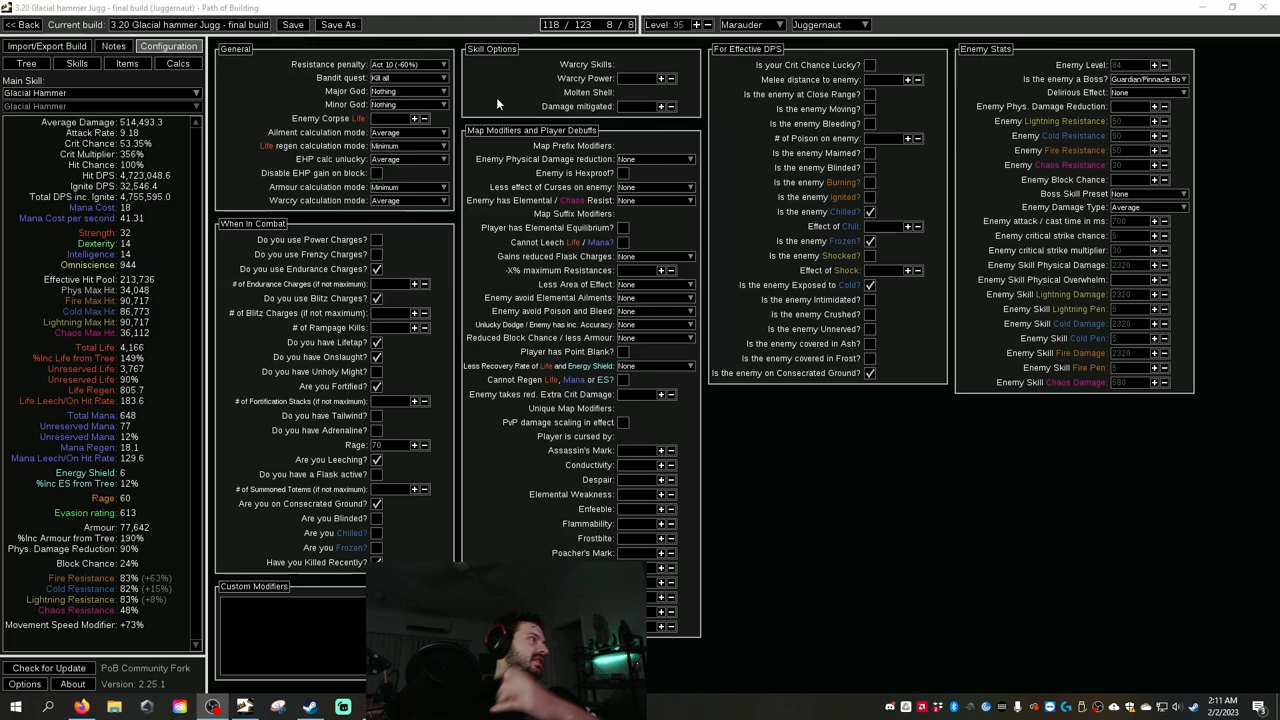 3.20 Glacial hammer Jugg - final build (Juggernaut) - Path of Building
<< Back
Current build: 3.20 Glacial hammer Jugg - final build (Juggernaut)
Save
Save As
118 / 123 8 / 8
Level: 95 + -
Marauder
Juggernaut
Import/Export Build
Notes
Configuration
Tree
Skills
Items
Calcs
Main Skill:
Glacial Hammer
Glacial Hammer
Average Damage: 514,493.3
Attack Rate: 9.18
Crit Chance: 53.35%
Crit Multiplier: 356%
Hit Chance: 100%
Hit DPS: 4,723,048.6
Ignite DPS: 32,546.4
Total DPS inc. Ignite: 4,755,595.0
Mana Cost: 18
Mana Cost per second: 41.31
Strength: 32
Dexterity: 14
Intelligence: 14
Omniscience: 944
Effective Hit Pool: 213,736
Phys Max Hit: 34,048
Fire Max Hit: 90,717
Cold Max Hit: 86,773
Lightning Max Hit: 90,717
Chaos Max Hit: 36,112
Total Life: 4,166
%Inc Life from Tree: 149%
Unreserved Life: 3,767
Unreserved Life: 90%
Life Regen: 805.7
Life Leech/On Hit Rate: 183.6
Total Mana: 648
Unreserved Mana: 77
Unreserved Mana: 12%
Mana Regen: 18.1
Mana Leech/On Hit Rate: 129.6
Energy Shield: 6
%Inc ES from Tree: 12%
Rage: 60
Evasion rating: 613
Armour: 77,642
%Inc Armour from Tree: 190%
Phys. Damage Reduction: 90%
Block Chance: 24%
Fire Resistance: 83% (+63%)
Cold Resistance: 82% (+15%)
Lightning Resistance: 83% (+8%)
Chaos Resistance: 48%
Movement Speed Modifier: +73%
Check for Update
PoB Community Fork
Options
About
Version: 2.25.1
General
Resistance penalty: Act 10 (-60%)
Bandit quest: Kill all
Major God: Nothing
Minor God: Nothing
Enemy Corpse Life: + -
Ailment calculation mode: Average
Life regen calculation mode: Minimum
EHP calc unlucky: Average
Disable EHP gain on block:
Armour calculation mode: Minimum
Warcry calculation mode: Average
When In Combat
Do you use Power Charges?
Do you use Frenzy Charges?
Do you use Endurance Charges?
# of Endurance Charges (if not maximum): + -
Do you use Blitz Charges?
# of Blitz Charges (if not maximum): + -
# of Rampage Kills: + -
Do you have Lifetap?
Do you have Onslaught?
Do you have Unholy Might?
Are you Fortified?
# of Fortification Stacks (if not maximum): + -
Do you have Tailwind?
Do you have Adrenaline?
Rage: 70 + -
Are you Leeching?
Do you have a Flask active?
# of Summoned Totems (if not maximum): + -
Are you on Consecrated Ground?
Are you Blinded?
Are you Chilled?
Are you Frozen?
Have you Killed Recently?
Custom Modifiers
Skill Options
Warcry Skills:
Warcry Power: + -
Molten Shell:
Damage mitigated: + -
Map Modifiers and Player Debuffs
Map Prefix Modifiers:
Enemy Physical Damage reduction: None
Enemy is Hexproof?
Less effect of Curses on enemy: None
Enemy has Elemental / Chaos Resist: None
Map Suffix Modifiers:
Player has Elemental Equilibrium?
Cannot Leech Life / Mana?
Gains reduced Flask Charges: None
-X% maximum Resistances: + -
Less Area of Effect: None
Enemy avoid Elemental Ailments: None
Enemy avoid Poison and Bleed: None
Unlucky Dodge / Enemy has inc. Accuracy: None
Reduced Block Chance / less Armour: None
Player has Point Blank?
Less Recovery Rate of Life and Energy Shield: None
Cannot Regen Life, Mana or ES?
Enemy takes red. Extra Crit Damage: + -
Unique Map Modifiers:
PvP damage scaling in effect
Player is cursed by:
Assassin's Mark: + -
Conductivity: + -
Despair: + -
Elemental Weakness: + -
Enfeeble: + -
Flammability: + -
Frostbite: + -
Poacher's Mark: + -
For Effective DPS
Is your Crit Chance Lucky?
Melee distance to enemy: + -
Is the enemy at Close Range?
Is the enemy Moving?
Is the enemy Bleeding?
# of Poison on enemy: + -
Is the enemy Maimed?
Is the enemy Blinded?
Is the enemy Burning?
Is the enemy Ignited?
Is the enemy Chilled?
Effect of Chill: + -
Is the enemy Frozen?
Is the enemy Shocked?
Effect of Shock: + -
Is the enemy Exposed to Cold?
Is the enemy Intimidated?
Is the enemy Crushed?
Is the enemy Unnerved?
Is the enemy covered in Ash?
Is the enemy covered in Frost?
Is the enemy on Consecrated Ground?
Enemy Stats
Enemy Level: 84 + -
Is the enemy a Boss? Guardian/Pinnacle Bo
Delirious Effect: None
Enemy Phys. Damage Reduction: + -
Enemy Lightning Resistance: 50 + -
Enemy Cold Resistance: 50 + -
Enemy Fire Resistance: 50 + -
Enemy Chaos Resistance: 30 + -
Enemy Block Chance: + -
Boss Skill Preset None
Enemy Damage Type: Average
Enemy attack / cast time in ms: 700 + -
Enemy critical strike chance: 5 + -
Enemy critical strike multiplier: 30 + -
Enemy Skill Physical Damage: 2320 + -
Enemy Skill Physical Overwhelm: + -
Enemy Skill Lightning Damage: 2320 + -
Enemy Skill Lightning Pen: 5 + -
Enemy Skill Cold Damage: 2320 + -
Enemy Skill Cold Pen: 5 + -
Enemy Skill Fire Damage: 2320 + -
Enemy Skill Fire Pen: 5 + -
Enemy Skill Chaos Damage: 580 + -
2:11 AM
2/2/2023